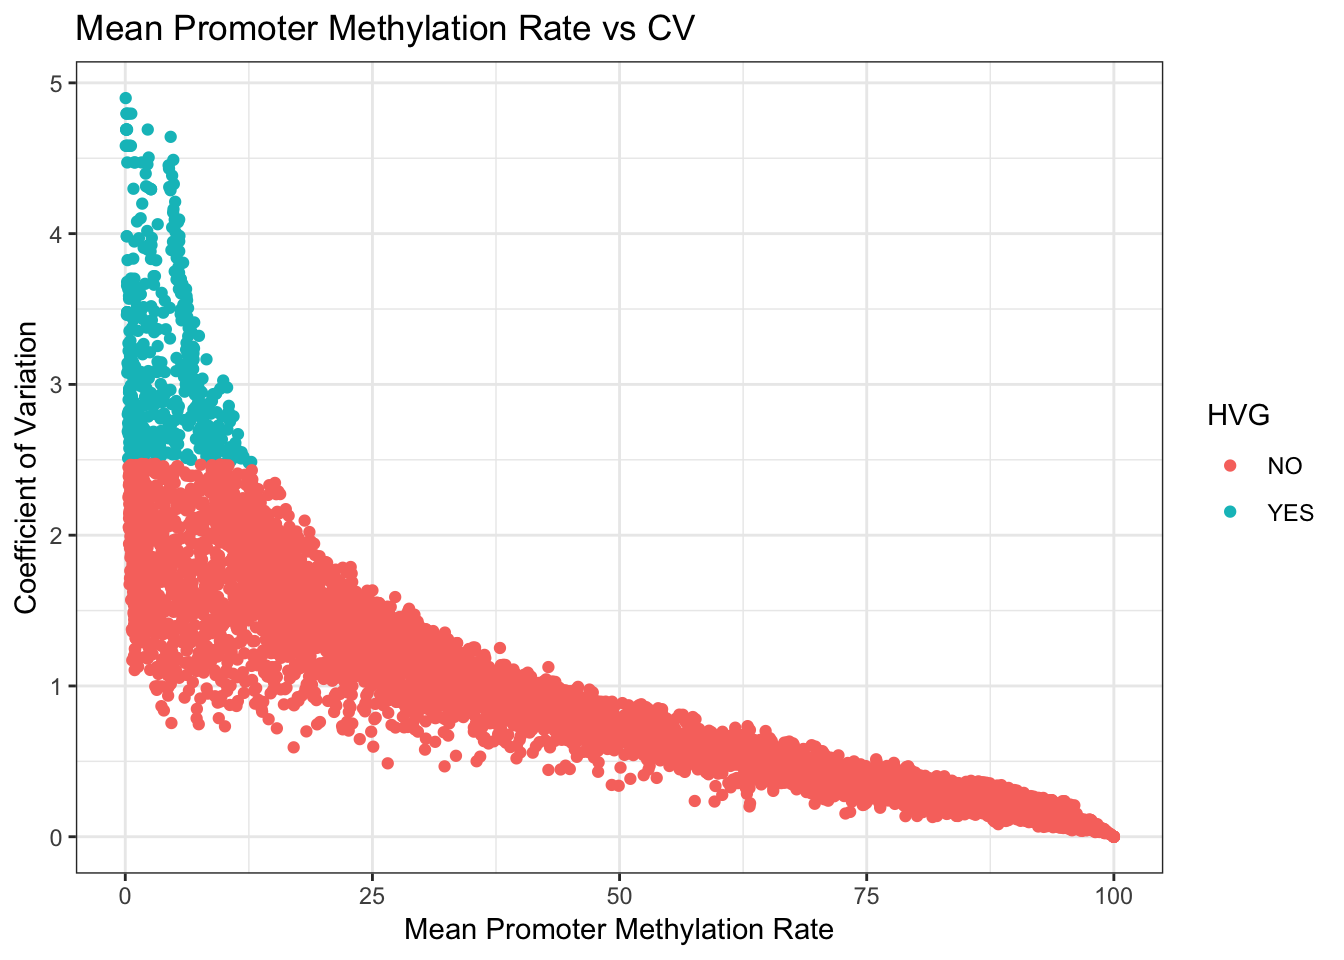 Mean Promoter Methylation Rate vs CV
5
4
3
2
1
0
Coefficient of Variation
0 25 50 75 100
Mean Promoter Methylation Rate
HVG
NO
YES